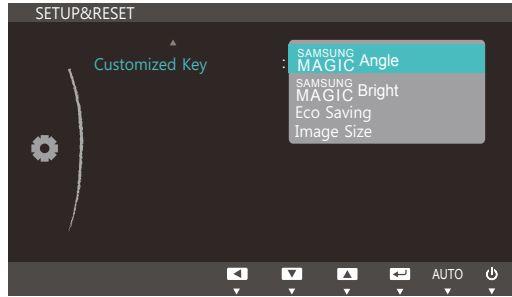 SETUP&RESET
Customized Key : SAMSUNG MAGIC Angle
SAMSUNG MAGIC Bright
Eco Saving
Image Size
AUTO